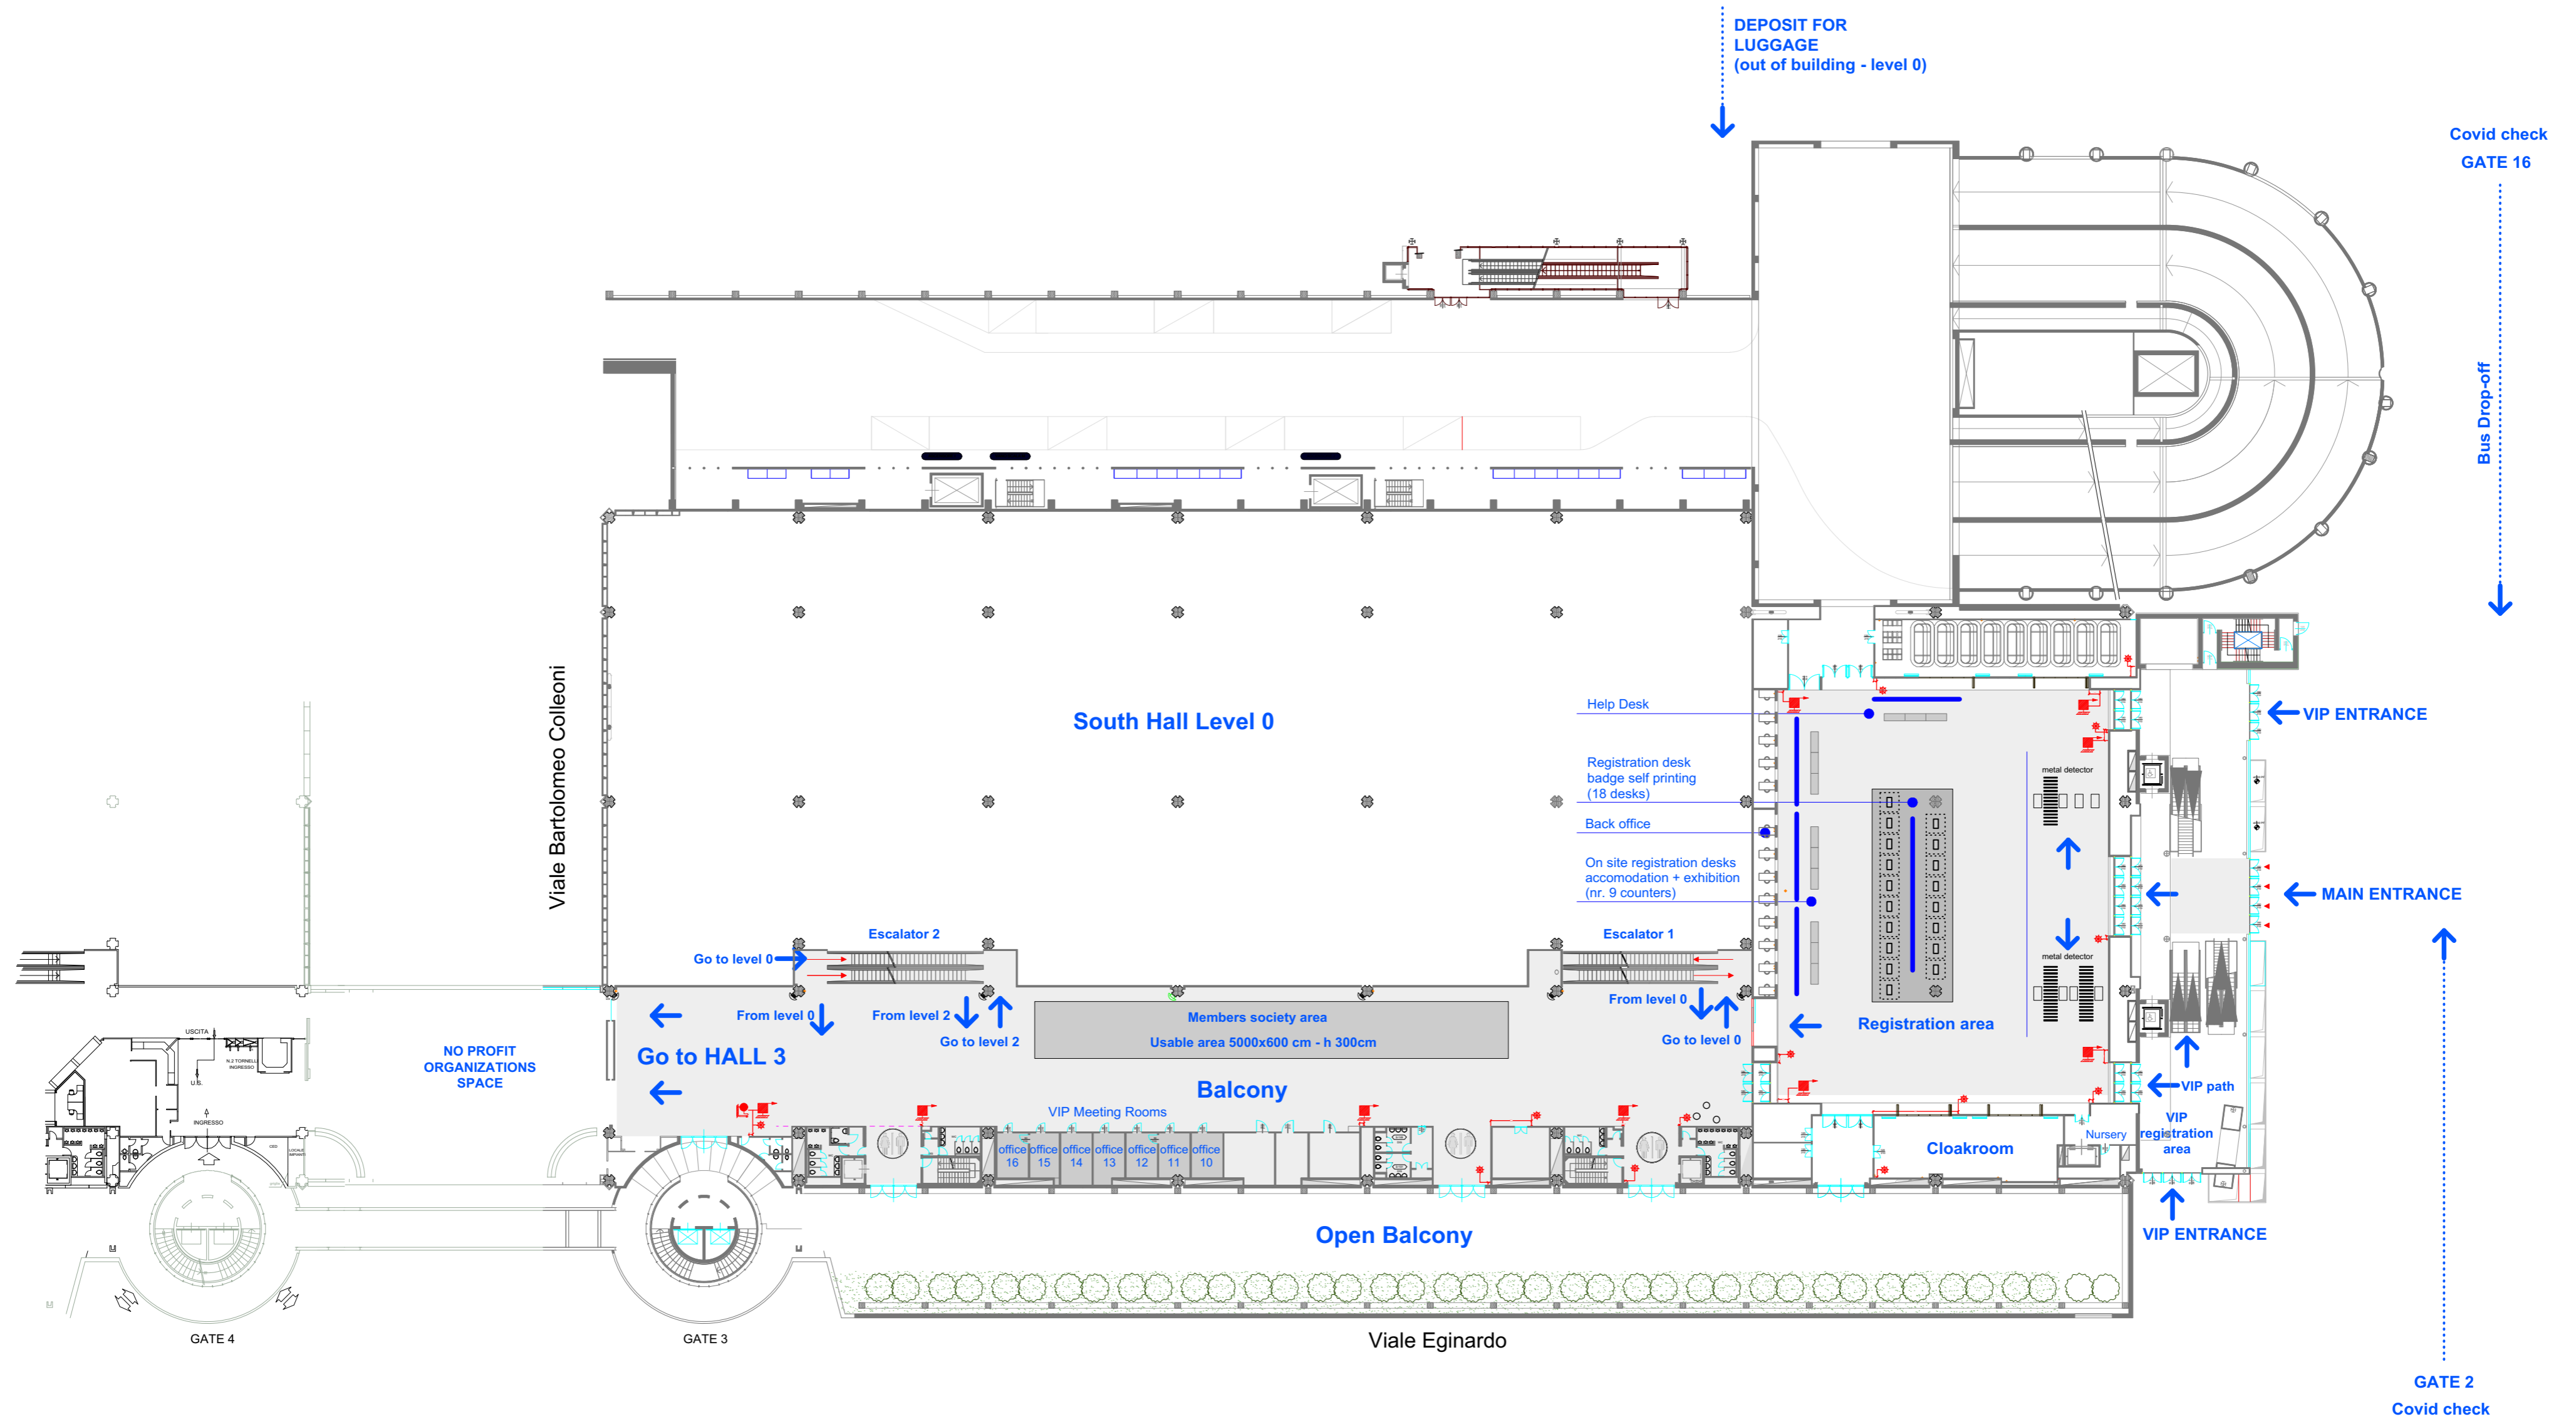 DEPOSIT FOR
LUGGAGE
(out of building - level 0)
Covid check
GATE 16
Bus Drop-off
Viale Bartolomeo Colleoni
South Hall Level 0
Help Desk
VIP ENTRANCE
Registration desk
badge self printing
(18 desks)
metal detector
Back office
On site registration desks
accomodation + exhibition
(nr. 9 counters)
MAIN ENTRANCE
Escalator 2
Escalator 1
Go to level 0
metal detector
From level 0
From level 2
Go to level 2
From level 0
Go to level 0
Members society area
Usable area 5000x600 cm - h 300cm
Registration area
Go to HALL 3
NO PROFIT
ORGANIZATIONS
SPACE
USCITA
N.2 TORNELLI
INGRESSO
U.S.
INGRESSO
LOCALE
Balcony
VIP path
VIP Meeting Rooms
office
16
office
15
office
14
office
13
office
12
office
11
office
10
Cloakroom
Nursery
VIP
registration
area
Open Balcony
VIP ENTRANCE
GATE 4
GATE 3
Viale Eginardo
GATE 2
Covid check